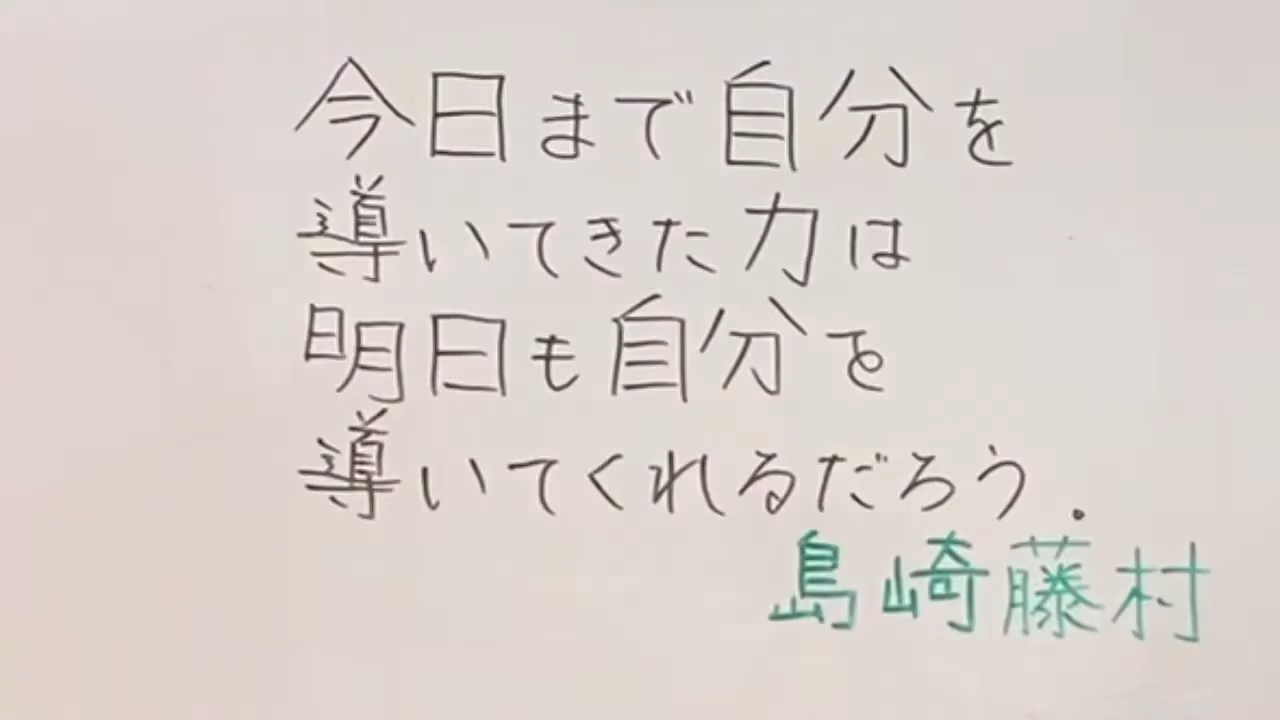 今日まで自分を
導いてきた力は
明日も自分を
導いてくれるだろう.
島崎藤村